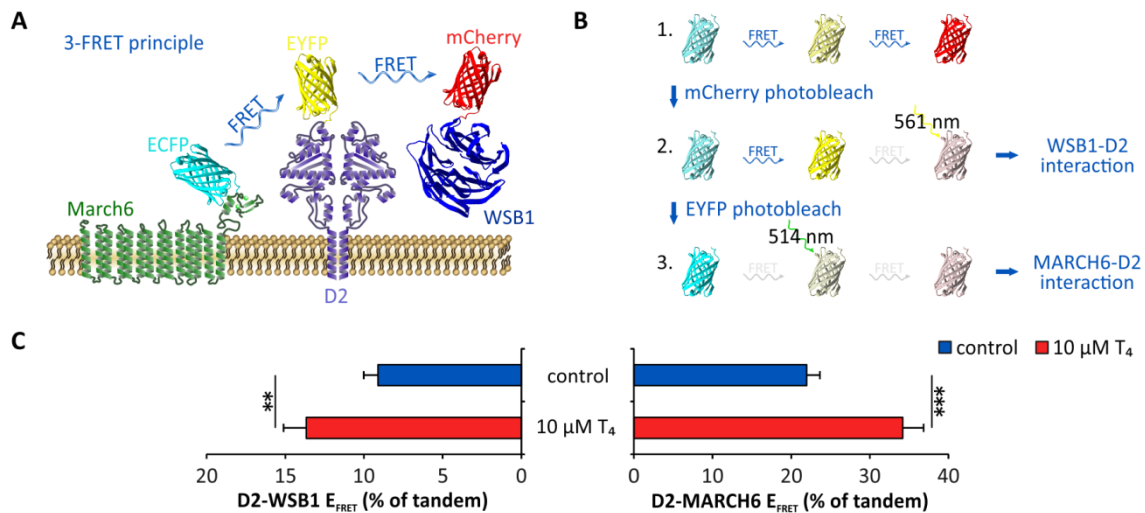 A
3-FRET principle
EYFP
mCherry
FRET
FRET
ECFP
March6
WSB1
D2
B
1.
FRET
FRET
mCherry photobleach
561 nm
2.
FRET
FRET
WSB1-D2
interaction
EYFP photobleach
514 nm
3.
FRET
FRET
MARCH6-D2
interaction
C
control
10 µM T₄
**
control
10 µM T₄
***
20
15
10
5
0
D2-WSB1 E_FRET (% of tandem)
0
10
20
30
40
D2-MARCH6 E_FRET (% of tandem)